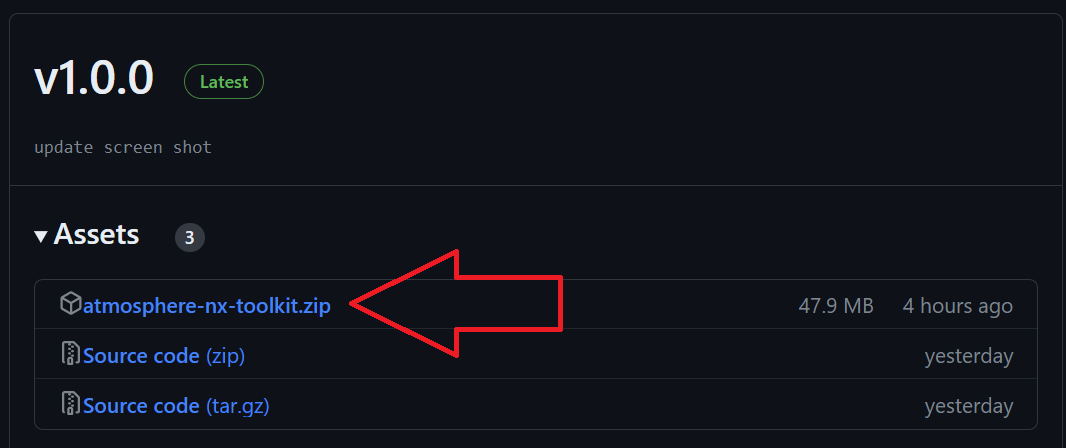 v1.0.0 Latest
update screen shot
Assets 3
atmosphere-nx-toolkit.zip 47.9 MB 4 hours ago
Source code (zip) yesterday
Source code (tar.gz) yesterday